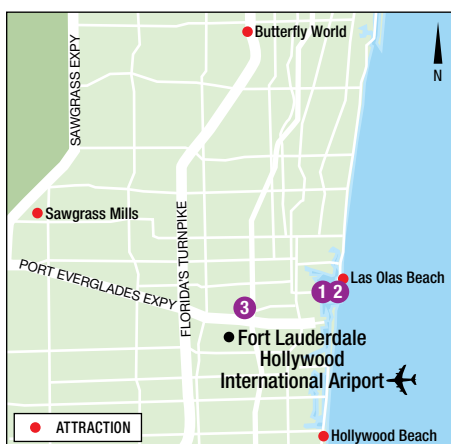 Butterfly World
N
SAWGRASS EXPY
Sawgrass Mills
FLORIDA'S TURNPIKE
PORT EVERGLADES EXPY
Las Olas Beach
1 2
3
Fort Lauderdale
Hollywood
International Ariport
ATTRACTION
Hollywood Beach